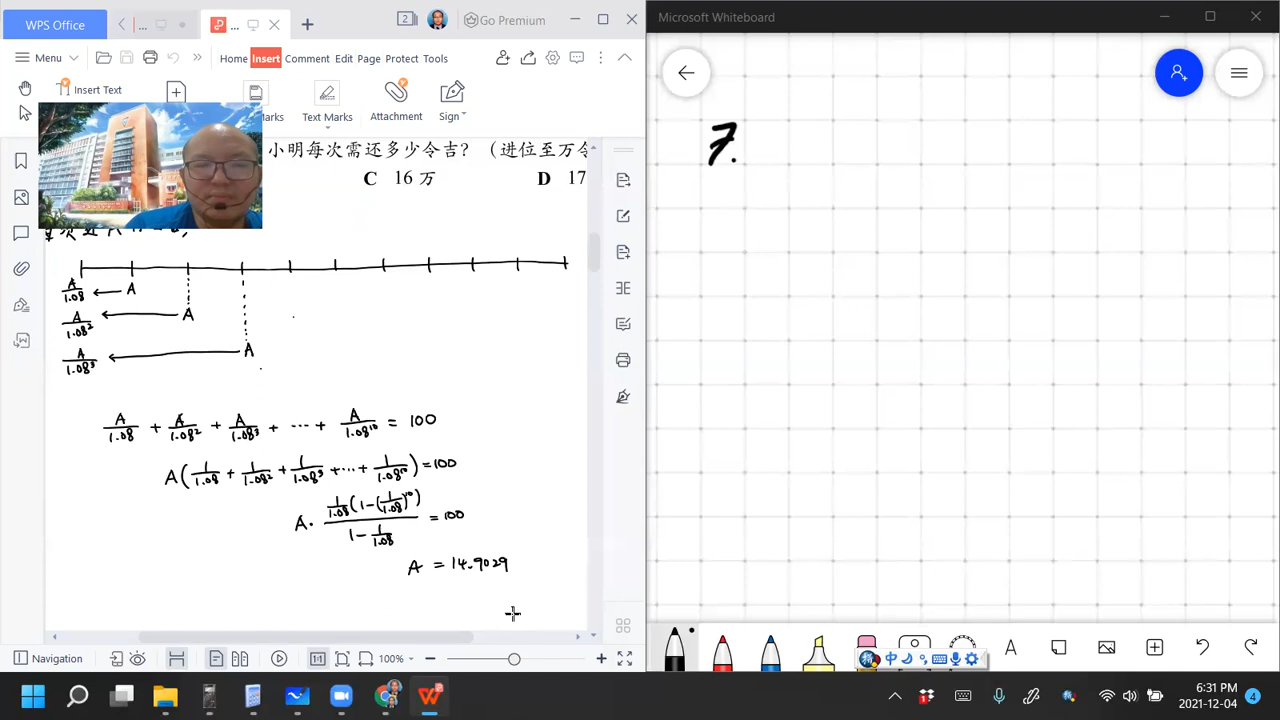 WPS Office
...
...
2
Go Premium
Menu
Home Insert Comment Edit Page Protect Tools
Insert Text
Text Marks
Attachment
Sign
小明每次需还多少令吉? (进位至万令
C 16 万
D 17
A/1.08 ← A
A/1.08² ← A
A/1.08³ ← A
A/1.08 + A/1.08² + A/1.08³ + ... + A/1.08¹⁰ = 100
A(1/1.08 + 1/1.08² + 1/1.08³ + ... + 1/1.08¹⁰) = 100
A · (1/1.08 (1 − (1/1.08)¹⁰)) / (1 − 1/1.08) = 100
A = 14.9029
Navigation
100%
Microsoft Whiteboard
7.
中
6:31 PM
2021-12-04
4